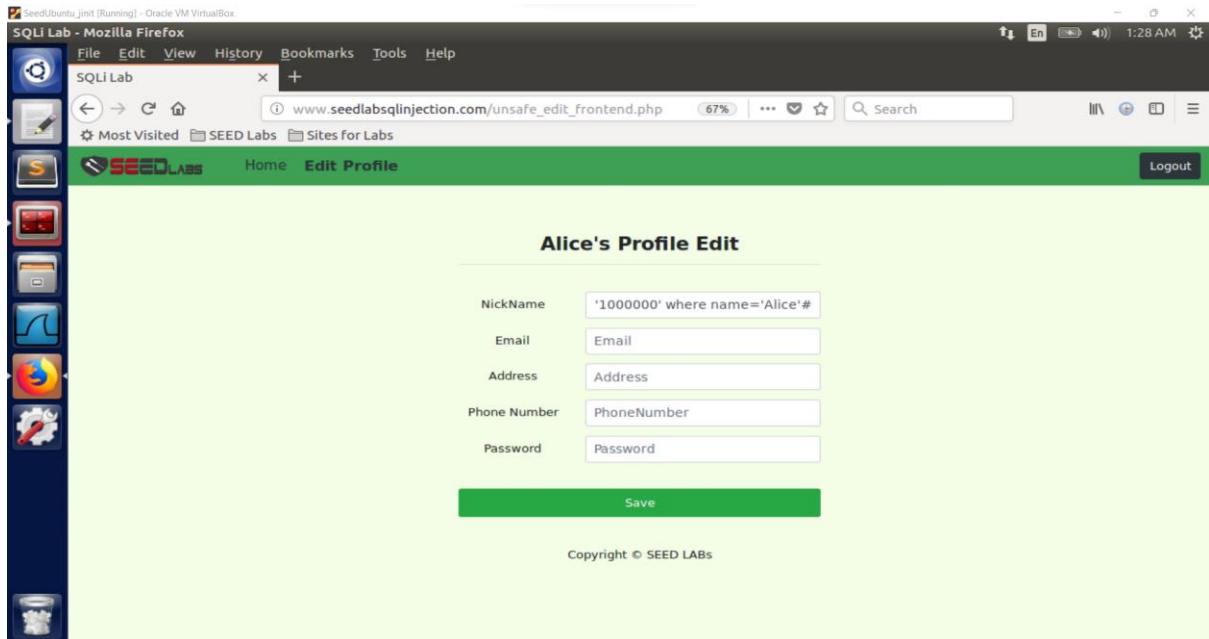 SeedUbuntu_jinit [Running] - Oracle VM VirtualBox
SQLi Lab - Mozilla Firefox En 1:28 AM
File Edit View History Bookmarks Tools Help
SQLi Lab
www.seedlabsqlinjection.com/unsafe_edit_frontend.php 67% Search
Most Visited SEED Labs Sites for Labs
SEEDLABS Home Edit Profile Logout
Alice's Profile Edit
NickName '1000000' where name='Alice'#
Email Email
Address Address
Phone Number PhoneNumber
Password Password
Save
Copyright © SEED LABs